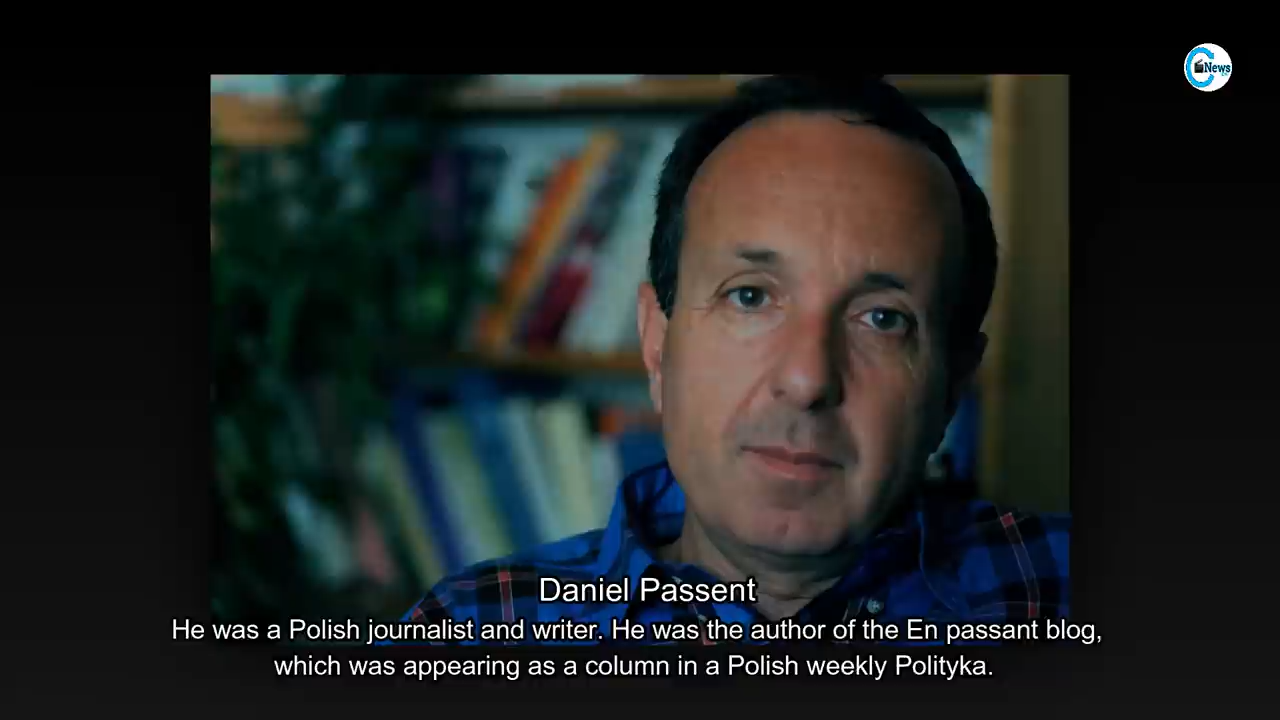 News
Daniel Passent
He was a Polish journalist and writer. He was the author of the En passant blog,
which was appearing as a column in a Polish weekly Polityka.